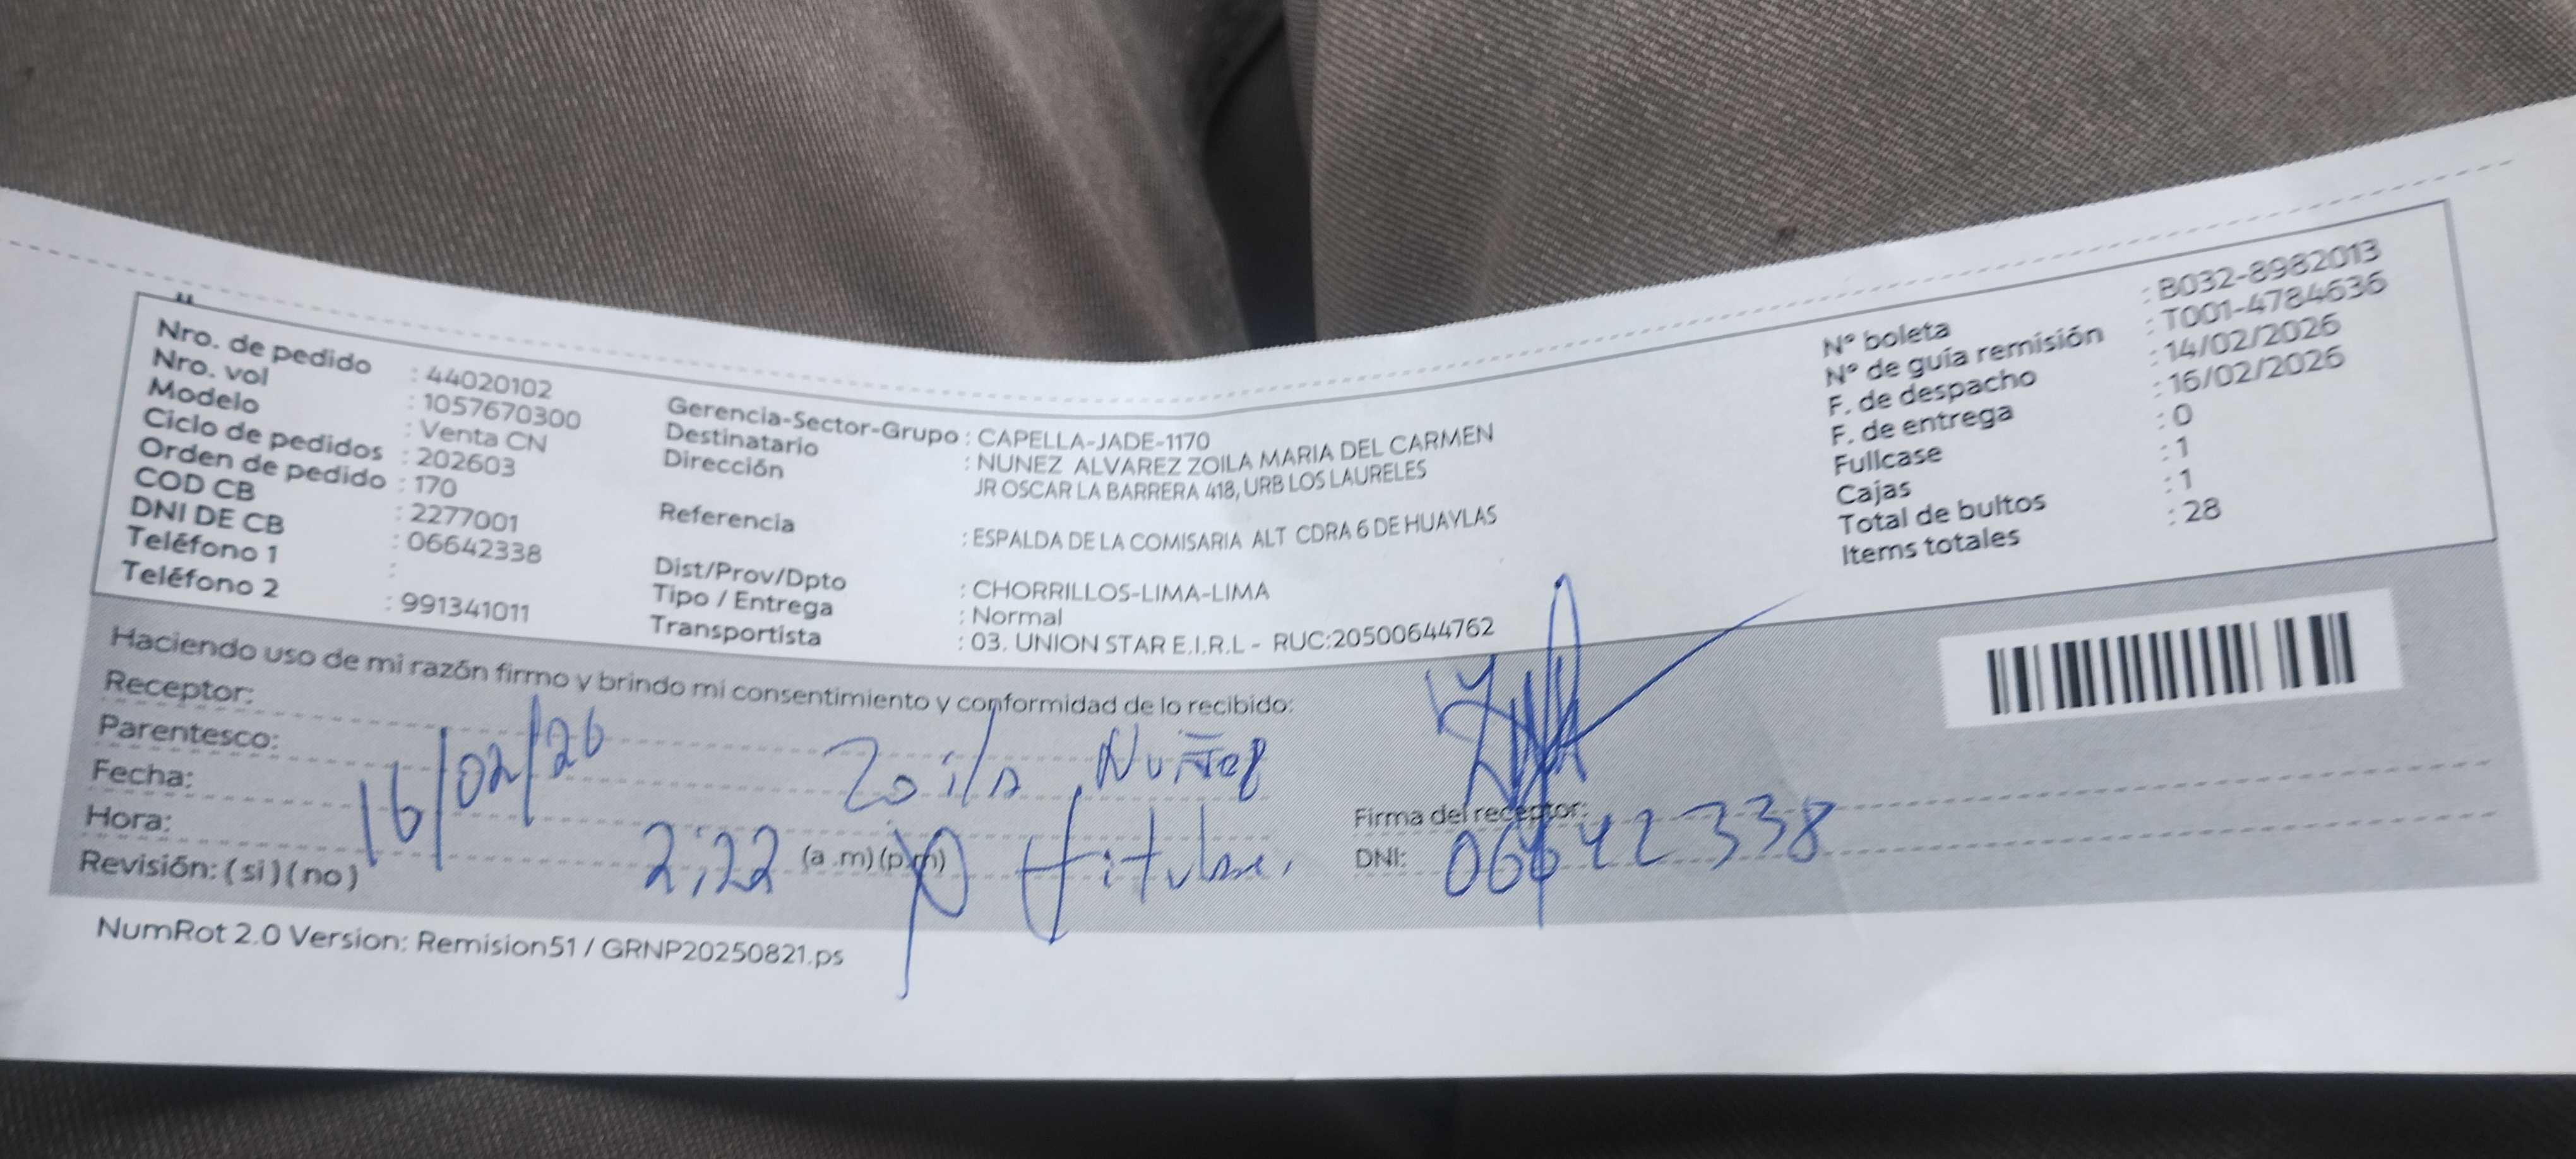 Nro. de pedido : 44020102
Nro. vol : 1057670300
Modelo : Venta CN
Ciclo de pedidos : 202603
Orden de pedido : 170
COD CB : 2277001
DNI DE CB : 06642338
Teléfono 1 :
Teléfono 2 : 991341011
Gerencia-Sector-Grupo : CAPELLA-JADE-1170
Destinatario : NUNEZ ALVAREZ ZOILA MARIA DEL CARMEN
Dirección JR OSCAR LA BARRERA 418, URB LOS LAURELES
Referencia : ESPALDA DE LA COMISARIA ALT CDRA 6 DE HUAYLAS
Dist/Prov/Dpto : CHORRILLOS-LIMA-LIMA
Tipo / Entrega : Normal
Transportista : 03. UNION STAR E.I.R.L - RUC:20500644762
N° boleta : B032-8982013
N° de guía remisión : T001-4784636
F. de despacho : 14/02/2026
F. de entrega : 16/02/2026
Fullcase : 0
Cajas : 1
Total de bultos : 1
Items totales : 28
Haciendo uso de mi razón firmo y brindo mi consentimiento y conformidad de lo recibido:
Receptor: Zoila Nuñez
Parentesco: titular
Fecha: 16/02/26
Hora: 2:22 (a .m) (p.m)
Revisión: ( si ) ( no )
Firma del receptor:
DNI: 06642338
NumRot 2.0 Version: Remision51 / GRNP20250821.ps